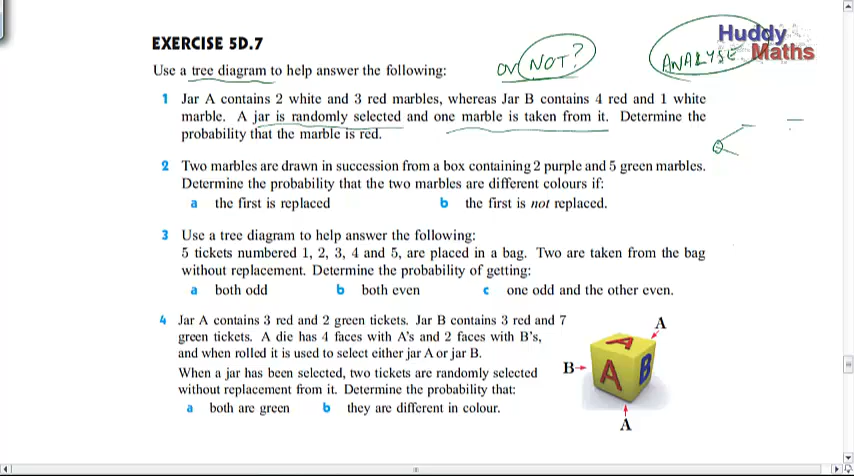 Huddy
Maths
EXERCISE 5D.7
Use a tree diagram to help answer the following:
or NOT?
ANALYSE
1 Jar A contains 2 white and 3 red marbles, whereas Jar B contains 4 red and 1 white
marble. A jar is randomly selected and one marble is taken from it. Determine the
probability that the marble is red.
2 Two marbles are drawn in succession from a box containing 2 purple and 5 green marbles.
Determine the probability that the two marbles are different colours if:
a the first is replaced b the first is not replaced.
3 Use a tree diagram to help answer the following:
5 tickets numbered 1, 2, 3, 4 and 5, are placed in a bag. Two are taken from the bag
without replacement. Determine the probability of getting:
a both odd b both even c one odd and the other even.
4 Jar A contains 3 red and 2 green tickets. Jar B contains 3 red and 7
green tickets. A die has 4 faces with A's and 2 faces with B's,
and when rolled it is used to select either jar A or jar B.
When a jar has been selected, two tickets are randomly selected
without replacement from it. Determine the probability that:
a both are green b they are different in colour.
A
B
A
A
B
A